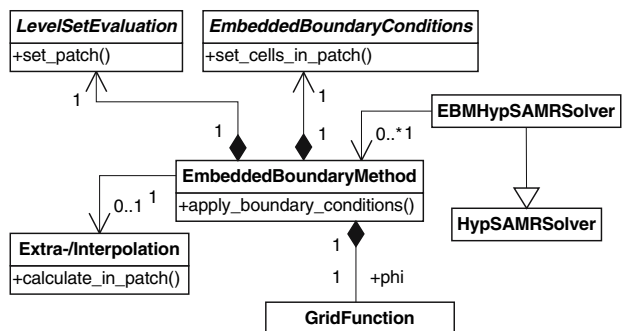 LevelSetEvaluation
+set_patch()
EmbeddedBoundaryConditions
+set_cells_in_patch()
1
1
1
1
EBMHypSAMRSolver
0..*
1
EmbeddedBoundaryMethod
+apply_boundary_conditions()
1
0..1
HypSAMRSolver
Extra-/Interpolation
+calculate_in_patch()
1
1
+phi
GridFunction